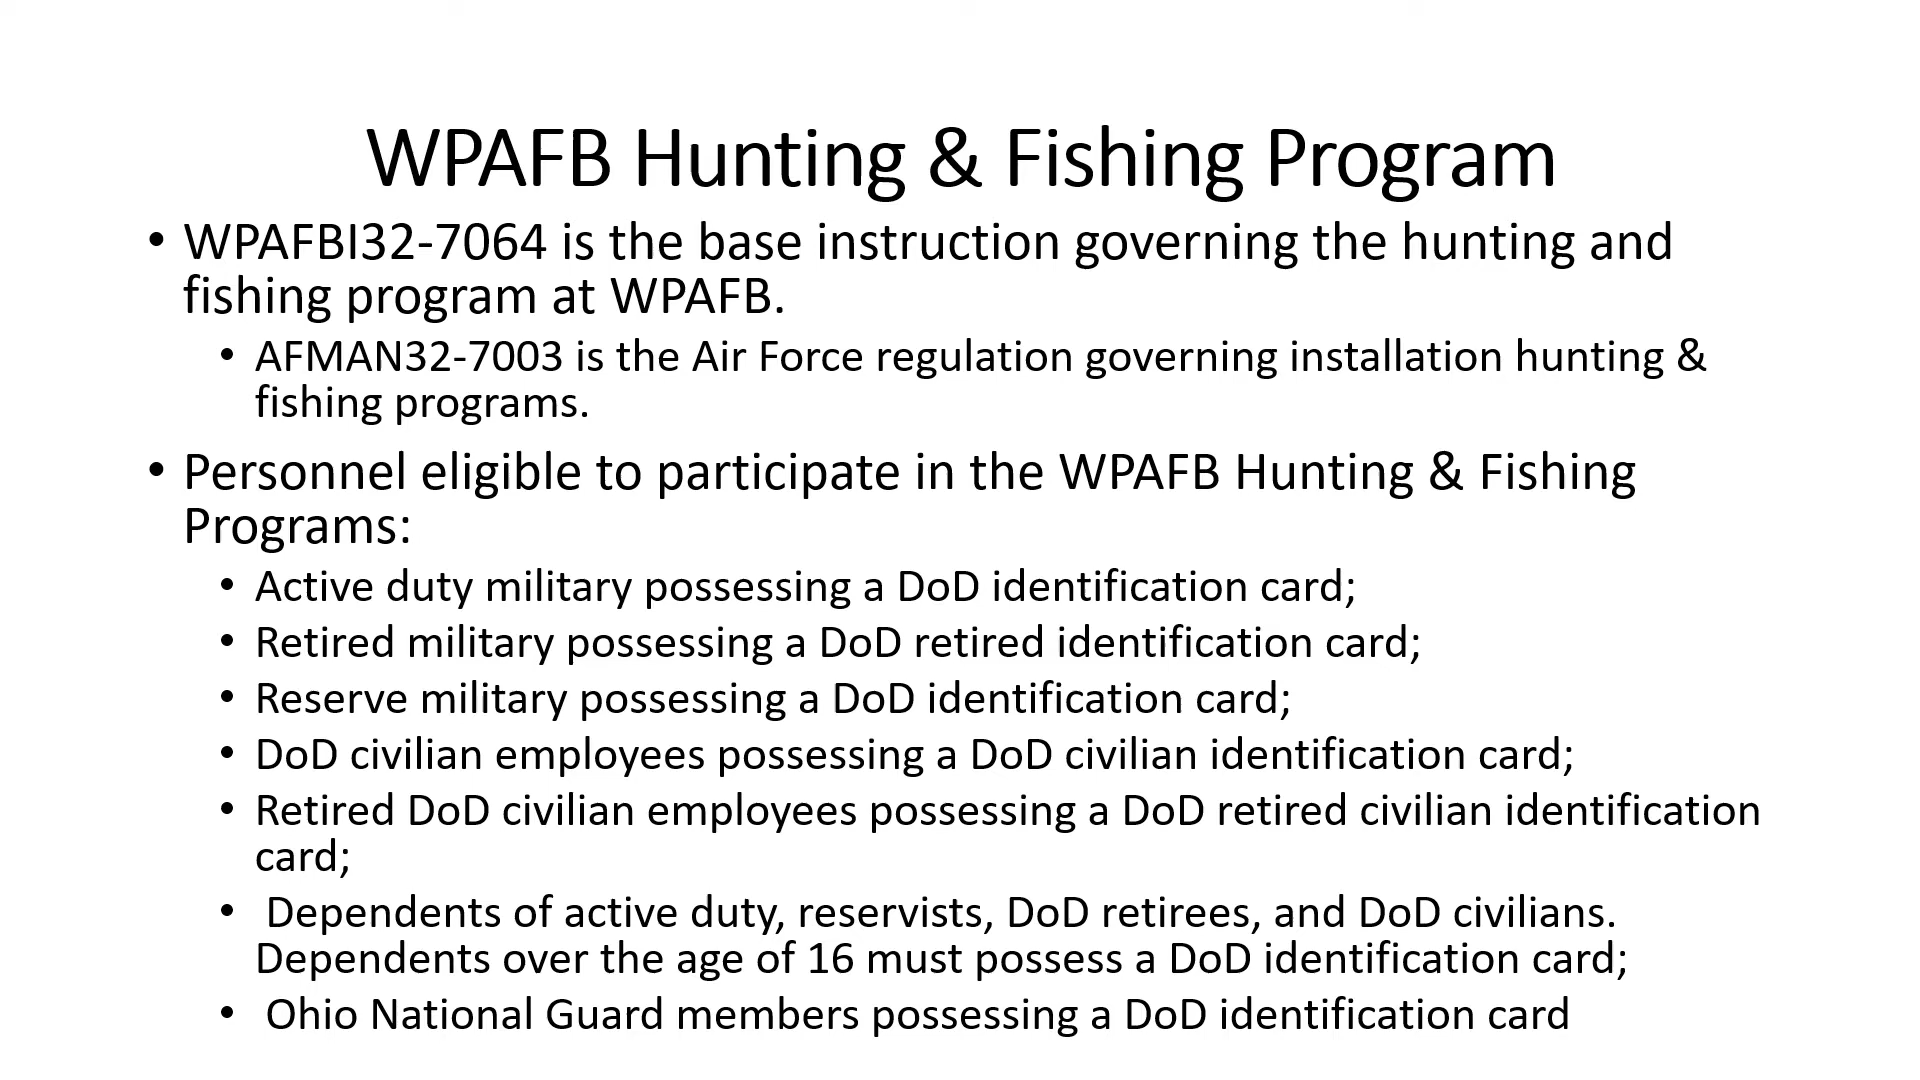 WPAFB Hunting & Fishing Program
• WPAFBI32-7064 is the base instruction governing the hunting and
fishing program at WPAFB.
• AFMAN32-7003 is the Air Force regulation governing installation hunting &
fishing programs.
• Personnel eligible to participate in the WPAFB Hunting & Fishing
Programs:
• Active duty military possessing a DoD identification card;
• Retired military possessing a DoD retired identification card;
• Reserve military possessing a DoD identification card;
• DoD civilian employees possessing a DoD civilian identification card;
• Retired DoD civilian employees possessing a DoD retired civilian identification
card;
• Dependents of active duty, reservists, DoD retirees, and DoD civilians.
Dependents over the age of 16 must possess a DoD identification card;
• Ohio National Guard members possessing a DoD identification card